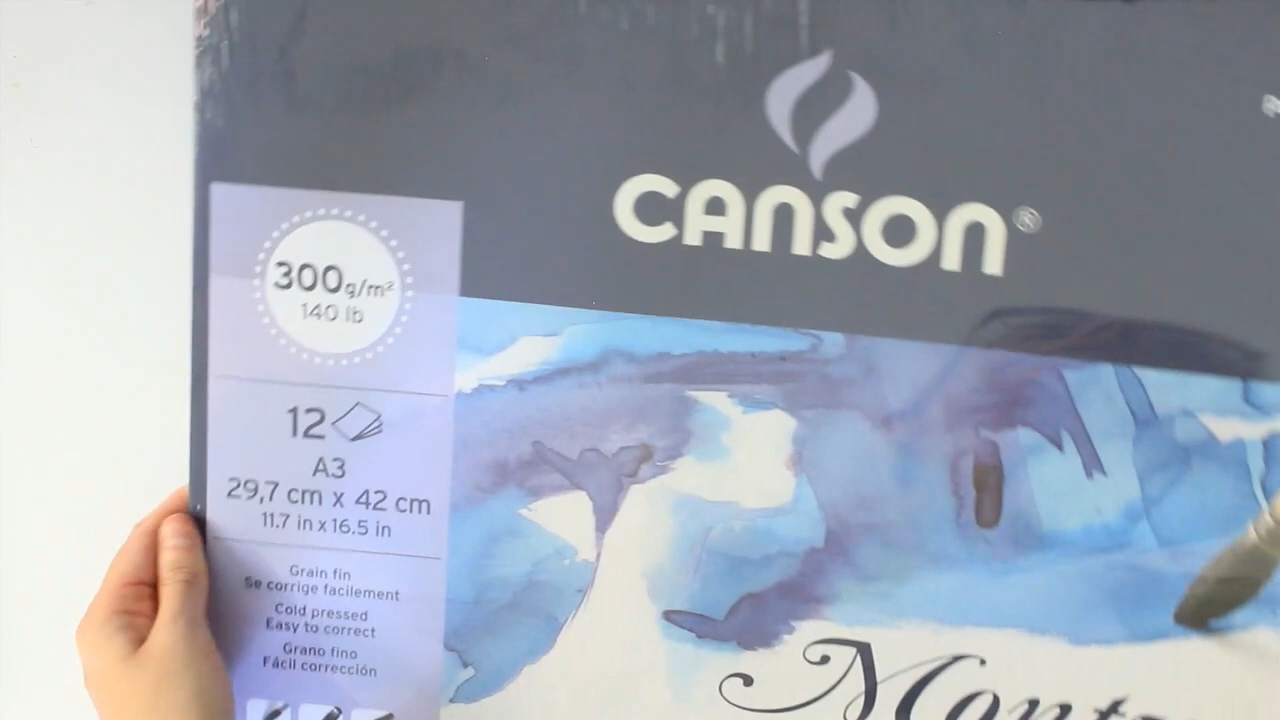 CANSON®
300g/m²
140 lb
12
A3
29,7 cm x 42 cm
11.7 in x 16.5 in
Grain fin
Se corrige facilement
Cold pressed
Easy to correct
Grano fino
Fácil corrección